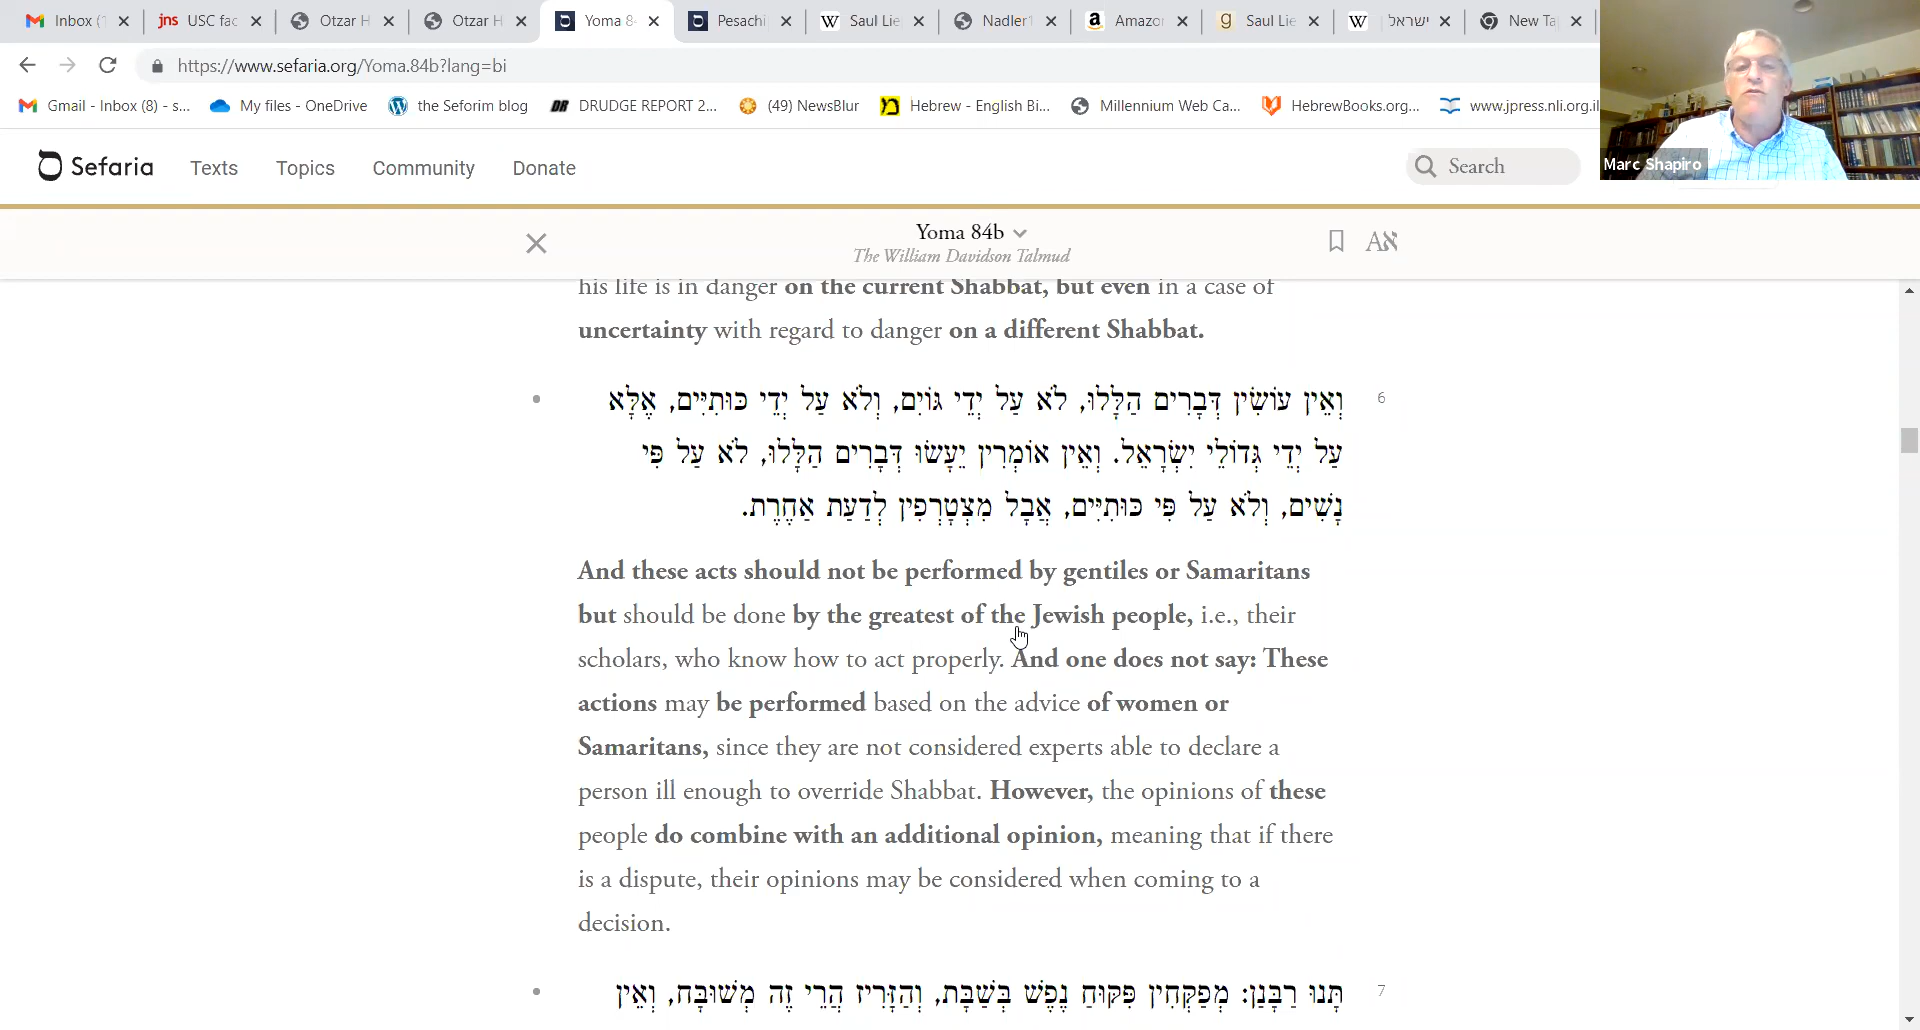 Inbox (
jns USC fac
Otzar H
Otzar H
Yoma 8
Pesachi
W Saul Lie
Nadler
a Amazo
g Saul Lie
W ישראל
New Ta
https://www.sefaria.org/Yoma.84b?lang=bi
Gmail - Inbox (8) - s...
My files - OneDrive
the Seforim blog
DR DRUDGE REPORT 2...
(49) NewsBlur
Hebrew - English Bi...
Millennium Web Ca...
HebrewBooks.org...
www.jpress.nli.org.il
Marc Shapiro
Sefaria
Texts
Topics
Community
Donate
Search
Yoma 84b
The William Davidson Talmud
Aא
his life is in danger on the current Shabbat, but even in a case of
uncertainty with regard to danger on a different Shabbat.
6
וְאֵין עוֹשִׂין דְּבָרִים הַלָּלוּ, לֹא עַל יְדֵי גּוֹיִם, וְלֹא עַל יְדֵי כּוּתִיִּים, אֶלָּא
עַל יְדֵי גְּדוֹלֵי יִשְׂרָאֵל. וְאֵין אוֹמְרִין יֵעָשׂוּ דְּבָרִים הַלָּלוּ, לֹא עַל פִּי
נָשִׁים, וְלֹא עַל פִּי כּוּתִיִּים, אֲבָל מִצְטָרְפִין לְדַעַת אַחֶרֶת.
And these acts should not be performed by gentiles or Samaritans
but should be done by the greatest of the Jewish people, i.e., their
scholars, who know how to act properly. And one does not say: These
actions may be performed based on the advice of women or
Samaritans, since they are not considered experts able to declare a
person ill enough to override Shabbat. However, the opinions of these
people do combine with an additional opinion, meaning that if there
is a dispute, their opinions may be considered when coming to a
decision.
7
תָּנוּ רַבָּנַן: מְפַקְּחִין פִּקּוּחַ נֶפֶשׁ בְּשַׁבָּת, וְהַזָּרִיז הֲרֵי זֶה מְשׁוּבָּח, וְאֵין